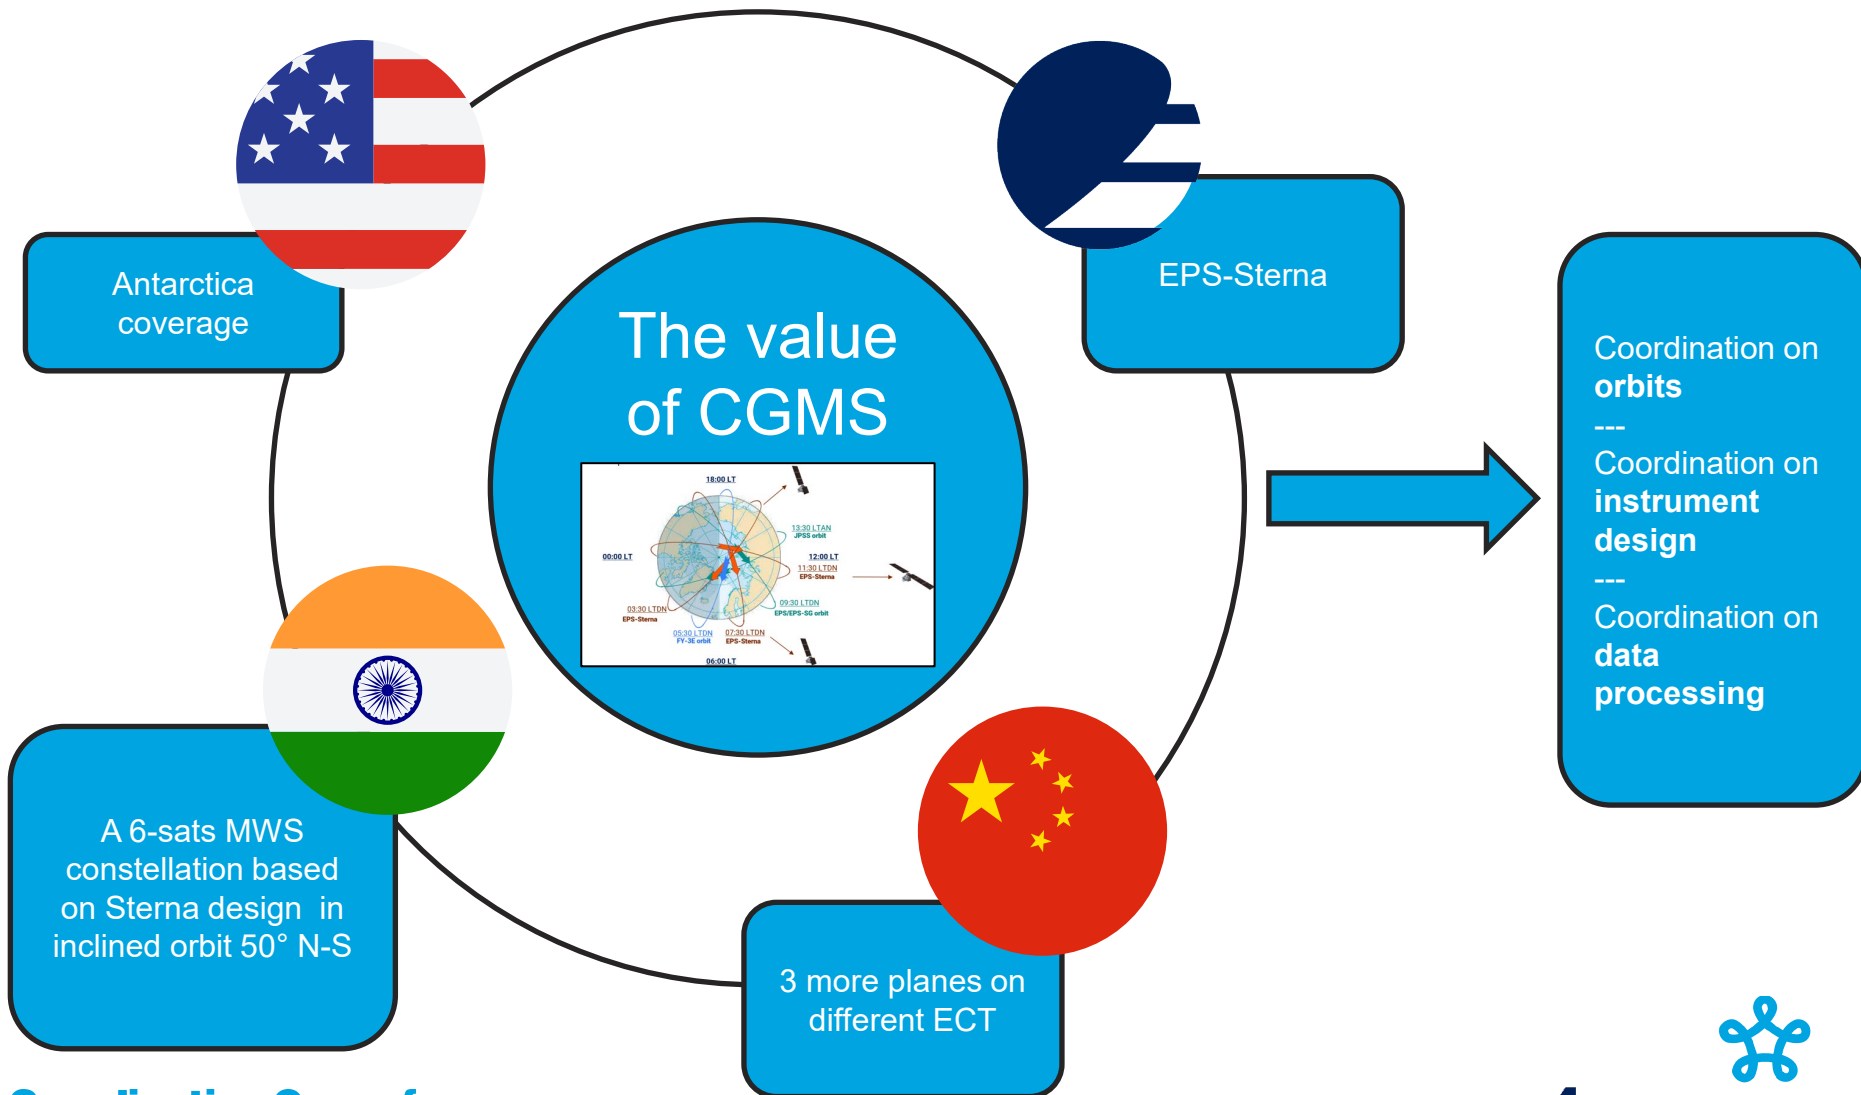 Antarctica
coverage
EPS-Sterna
The value
of CGMS
18:00 LT
13:30 LTAN
JPSS orbit
00:00 LT
12:00 LT
11:30 LTDN
EPS-Sterna
09:30 LTDN
EPS/EPS-SG orbit
03:30 LTDN
EPS-Sterna
05:30 LTDN
FY-3E orbit
07:30 LTDN
EPS-Sterna
06:00 LT
Coordination on
orbits
---
Coordination on
instrument
design
---
Coordination on
data
processing
A 6-sats MWS
constellation based
on Sterna design in
inclined orbit 50° N-S
3 more planes on
different ECT